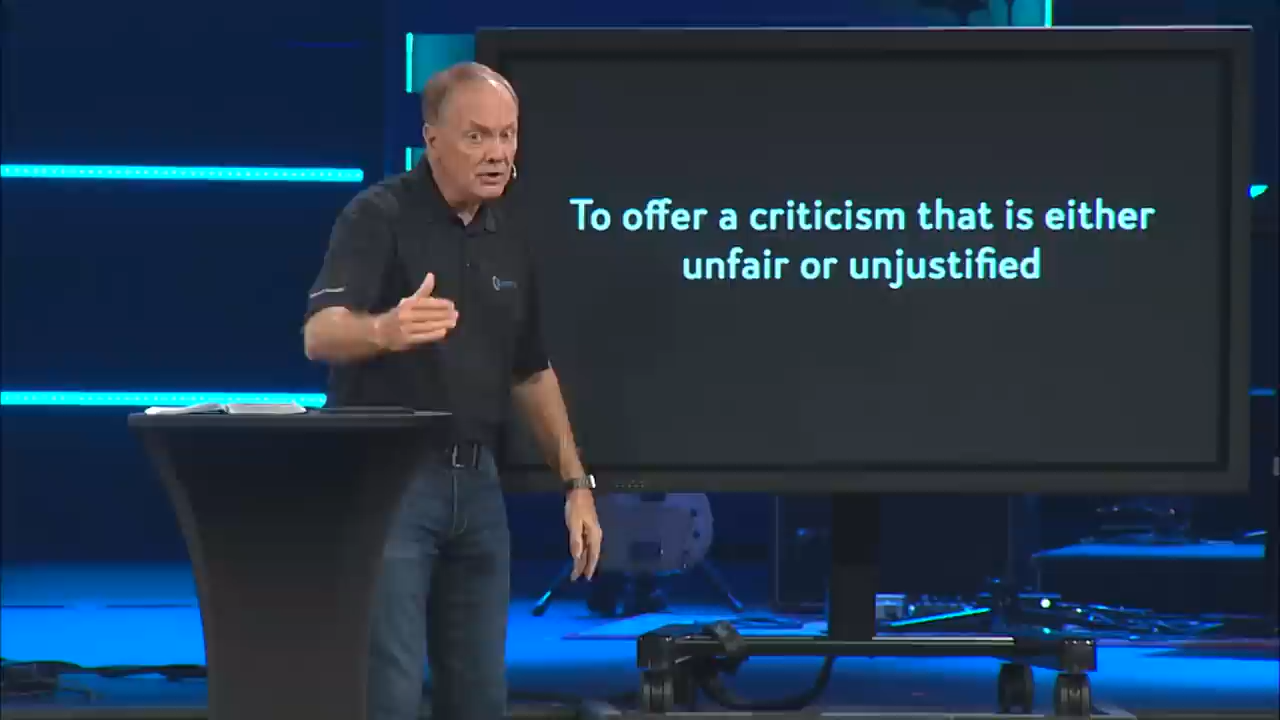 To offer a criticism that is either
unfair or unjustified